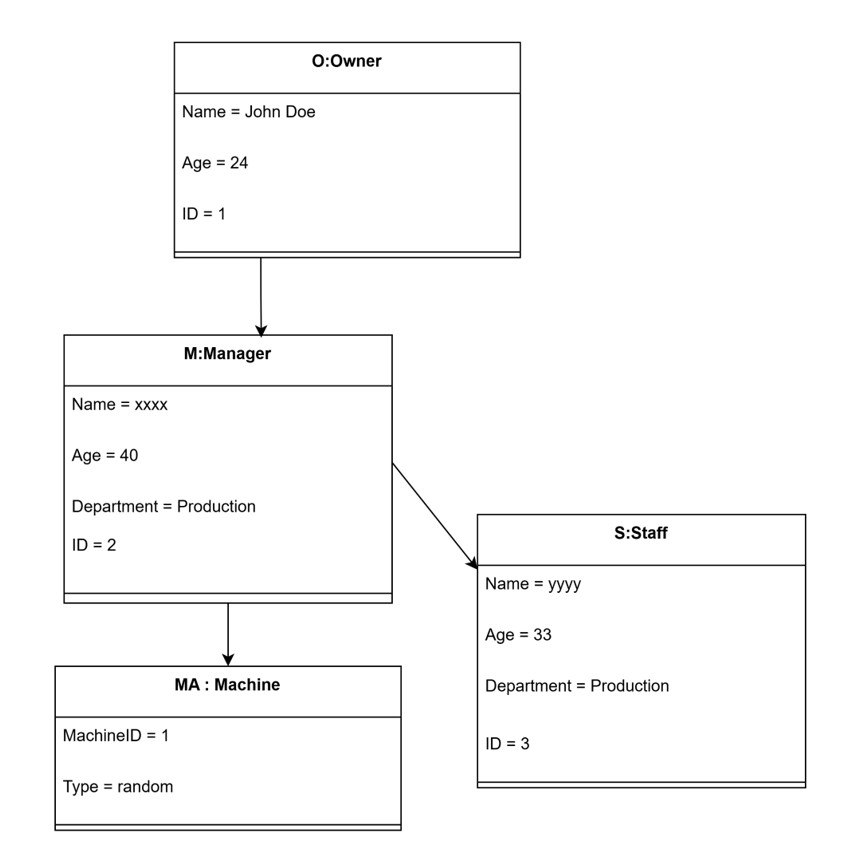 O:Owner
Name = John Doe
Age = 24
ID = 1
M:Manager
Name = xxxx
Age = 40
Department = Production
ID = 2
S:Staff
Name = yyyy
Age = 33
Department = Production
ID = 3
MA : Machine
MachineID = 1
Type = random